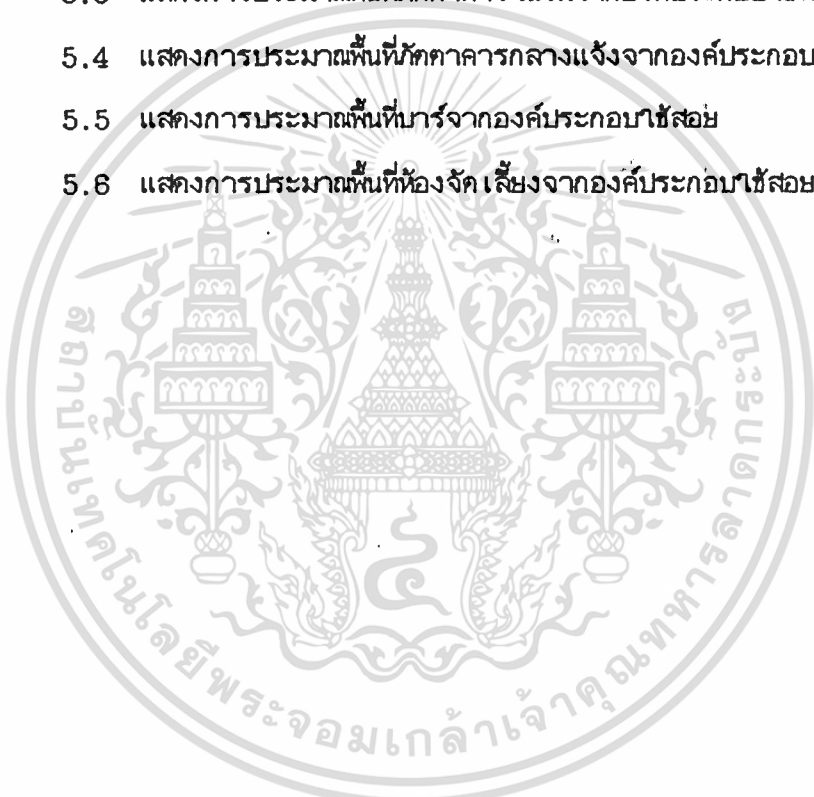 5.4 แสดงการประมาณพื้นที่ภัตตาคารกลางแจ้งจากองค์ประกอบ
5.5 แสดงการประมาณพื้นที่บาร์จากองค์ประกอบใช้สอย
5.6 แสดงการประมาณพื้นที่ห้องจัดเลี้ยงจากองค์ประกอบใช้สอย
สถาบันเทคโนโลยีพระจอมเกล้าเจ้าคุณทหารลาดกระบัง